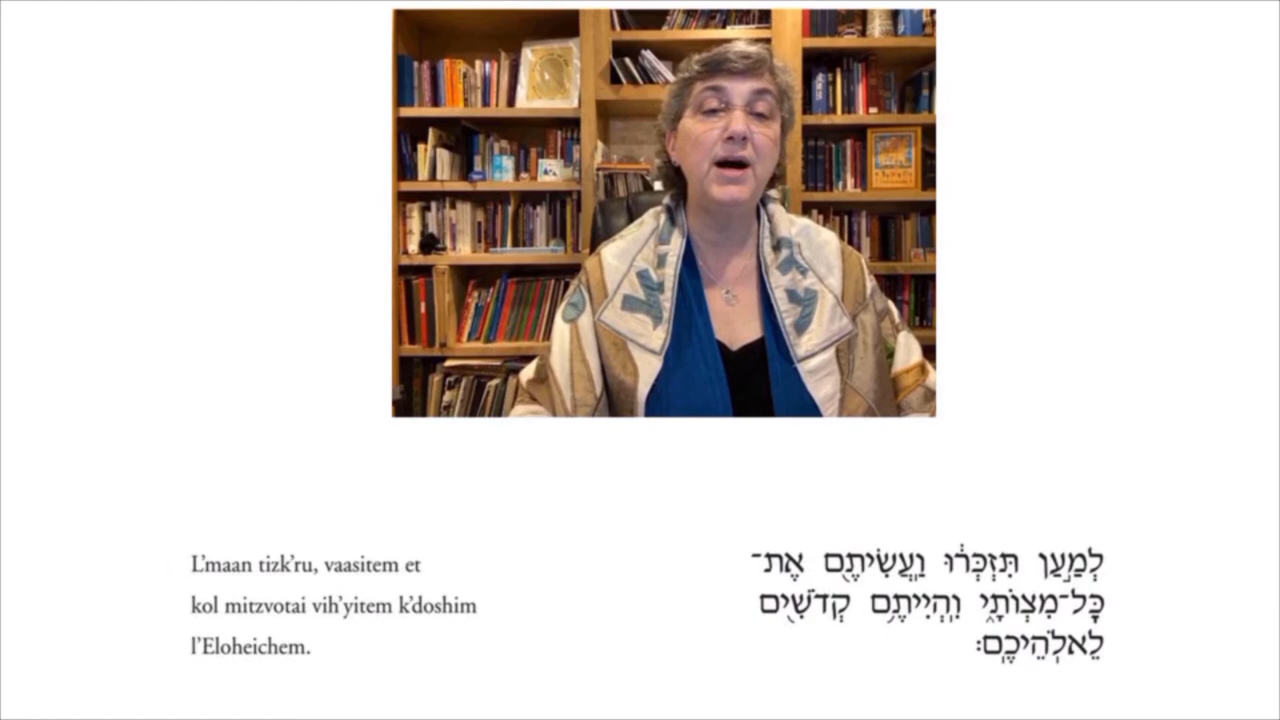 L’maan tizk’ru, vaasitem et
kol mitzvotai vih’yitem k’doshim
l’Eloheichem.
לְמַ֣עַן תִּזְכְּר֔וּ וַעֲשִׂיתֶ֖ם אֶת־
כׇּל־מִצְוֺתָ֑י וִהְיִיתֶ֥ם קְדֹשִׁ֖ים
לֵאלֹֽהֵיכֶֽם׃